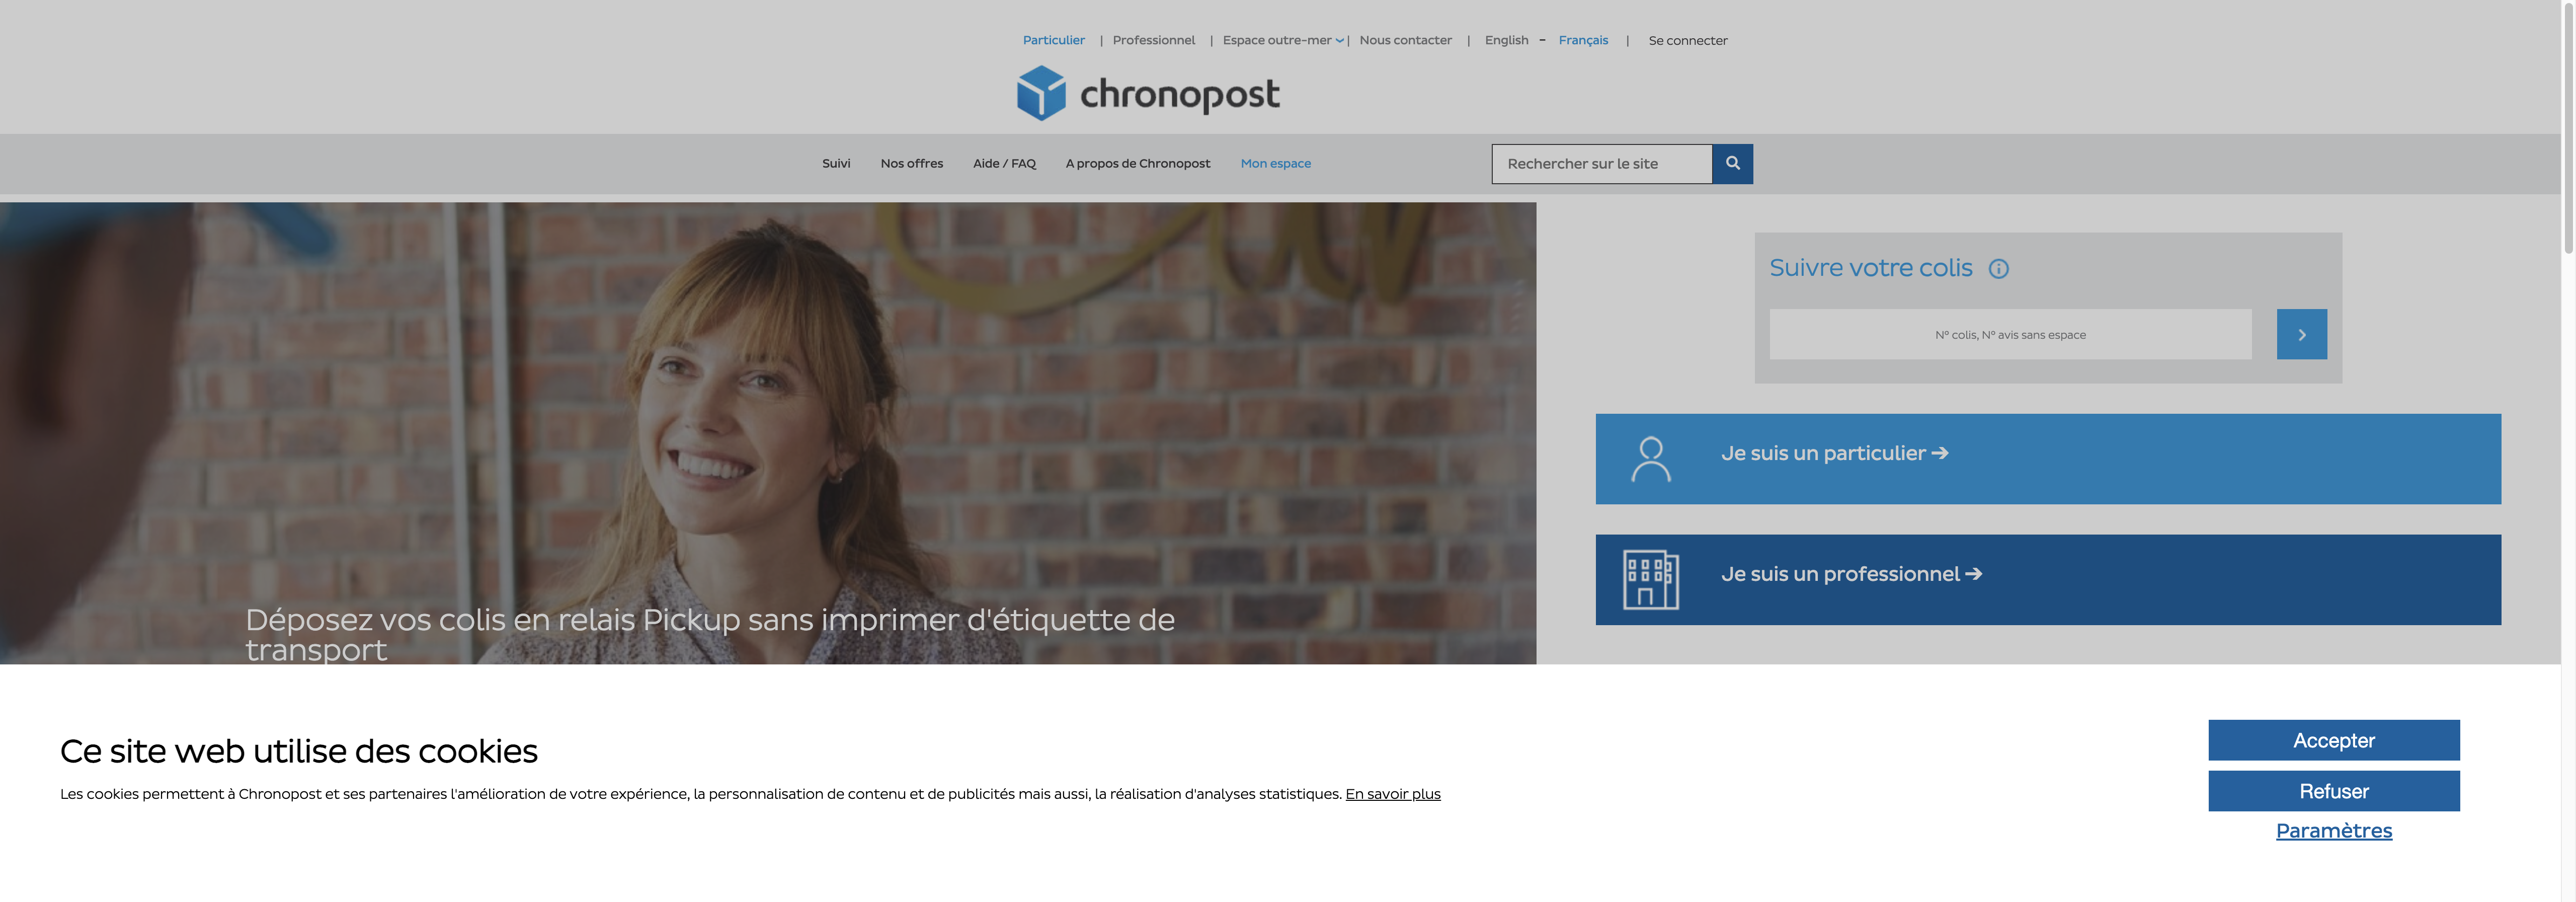 Particulier | Professionnel | Espace outre-mer | Nous contacter | English - Français | Se connecter
chronopost
Suivi Nos offres Aide / FAQ A propos de Chronopost Mon espace Rechercher sur le site
Suivre votre colis
N° colis, N° avis sans espace
Je suis un particulier →
Je suis un professionnel →
Déposez vos colis en relais Pickup sans imprimer d'étiquette de
transport
Ce site web utilise des cookies
Les cookies permettent à Chronopost et ses partenaires l'amélioration de votre expérience, la personnalisation de contenu et de publicités mais aussi, la réalisation d'analyses statistiques. En savoir plus
Accepter
Refuser
Paramètres